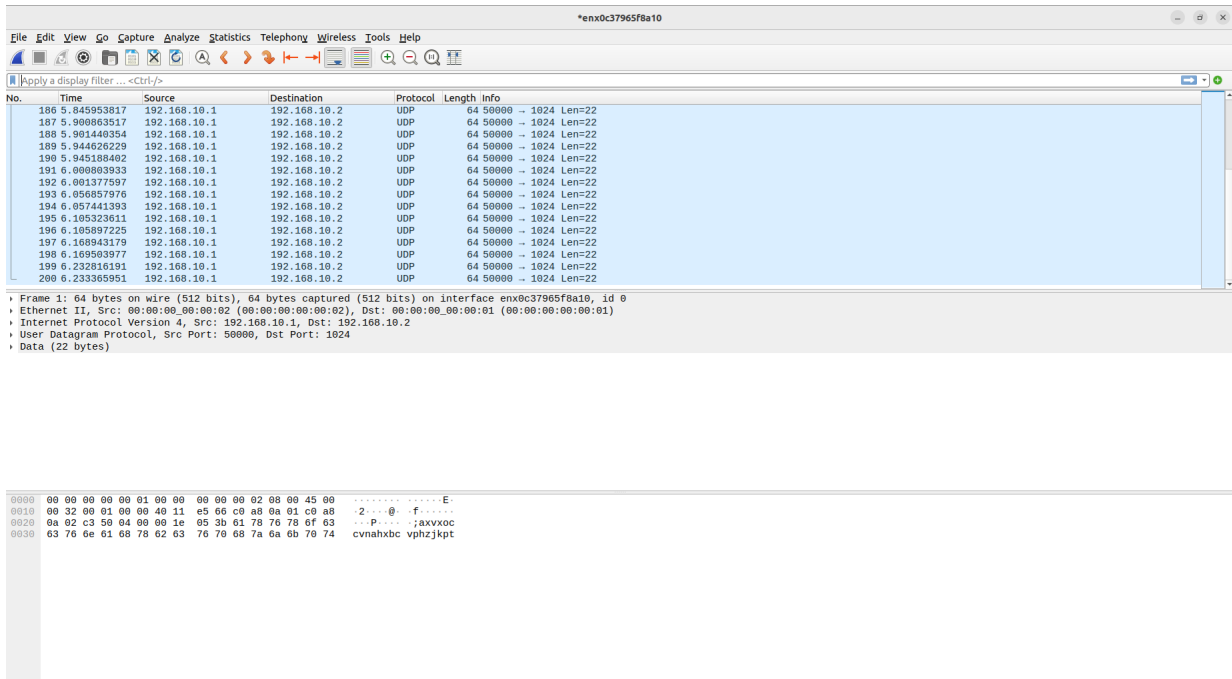 *enx0c37965f8a10
File Edit View Go Capture Analyze Statistics Telephony Wireless Tools Help
Apply a display filter … <Ctrl-/>
No. Time Source Destination Protocol Length Info
186 5.845953817 192.168.10.1 192.168.10.2 UDP 64 50000 → 1024 Len=22
187 5.900863517 192.168.10.1 192.168.10.2 UDP 64 50000 → 1024 Len=22
188 5.901440354 192.168.10.1 192.168.10.2 UDP 64 50000 → 1024 Len=22
189 5.944626229 192.168.10.1 192.168.10.2 UDP 64 50000 → 1024 Len=22
190 5.945188402 192.168.10.1 192.168.10.2 UDP 64 50000 → 1024 Len=22
191 6.000803933 192.168.10.1 192.168.10.2 UDP 64 50000 → 1024 Len=22
192 6.001377597 192.168.10.1 192.168.10.2 UDP 64 50000 → 1024 Len=22
193 6.056857976 192.168.10.1 192.168.10.2 UDP 64 50000 → 1024 Len=22
194 6.057441393 192.168.10.1 192.168.10.2 UDP 64 50000 → 1024 Len=22
195 6.105323611 192.168.10.1 192.168.10.2 UDP 64 50000 → 1024 Len=22
196 6.105897225 192.168.10.1 192.168.10.2 UDP 64 50000 → 1024 Len=22
197 6.168943179 192.168.10.1 192.168.10.2 UDP 64 50000 → 1024 Len=22
198 6.169503977 192.168.10.1 192.168.10.2 UDP 64 50000 → 1024 Len=22
199 6.232816191 192.168.10.1 192.168.10.2 UDP 64 50000 → 1024 Len=22
200 6.233365951 192.168.10.1 192.168.10.2 UDP 64 50000 → 1024 Len=22
Frame 1: 64 bytes on wire (512 bits), 64 bytes captured (512 bits) on interface enx0c37965f8a10, id 0
Ethernet II, Src: 00:00:00_00:00:02 (00:00:00:00:00:02), Dst: 00:00:00_00:00:01 (00:00:00:00:00:01)
Internet Protocol Version 4, Src: 192.168.10.1, Dst: 192.168.10.2
User Datagram Protocol, Src Port: 50000, Dst Port: 1024
Data (22 bytes)
0000 00 00 00 00 00 01 00 00 00 00 00 02 08 00 45 00 ········ ······E·
0010 00 32 00 01 00 00 40 11 e5 66 c0 a8 0a 01 c0 a8 ·2····@· ·f······
0020 0a 02 c3 50 04 00 00 1e 05 3b 61 78 76 78 6f 63 ···P···· ·;axvxoc
0030 63 76 6e 61 68 78 62 63 76 70 68 7a 6a 6b 70 74 cvnahxbc vphzjkpt